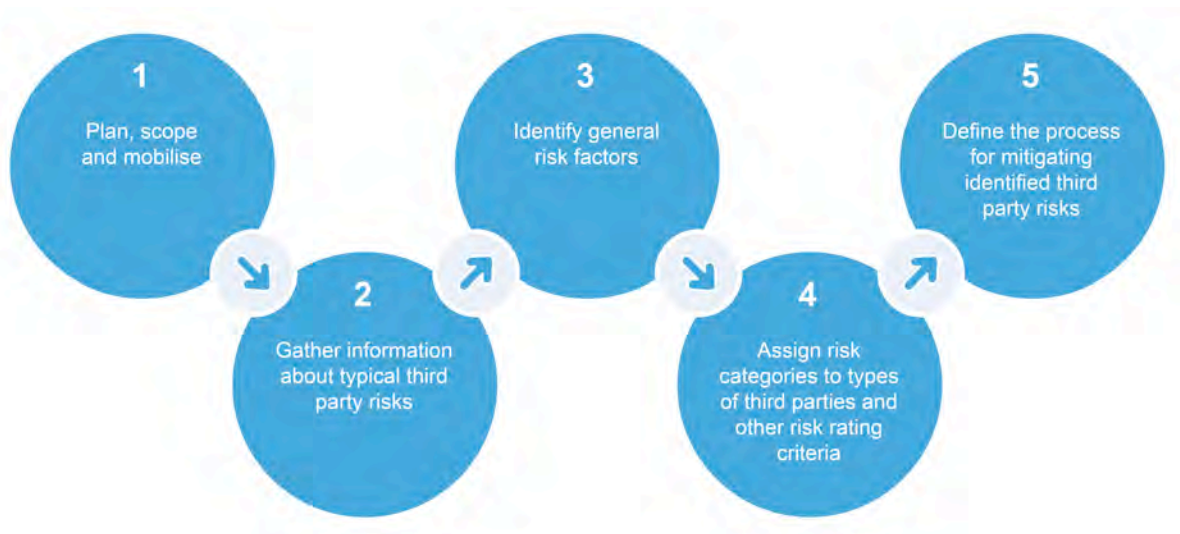 1
Plan, scope
and mobilise
2
Gather information
about typical third
party risks
3
Identify general
risk factors
4
Assign risk
categories to types
of third parties and
other risk rating
criteria
5
Define the process
for mitigating
identified third
party risks